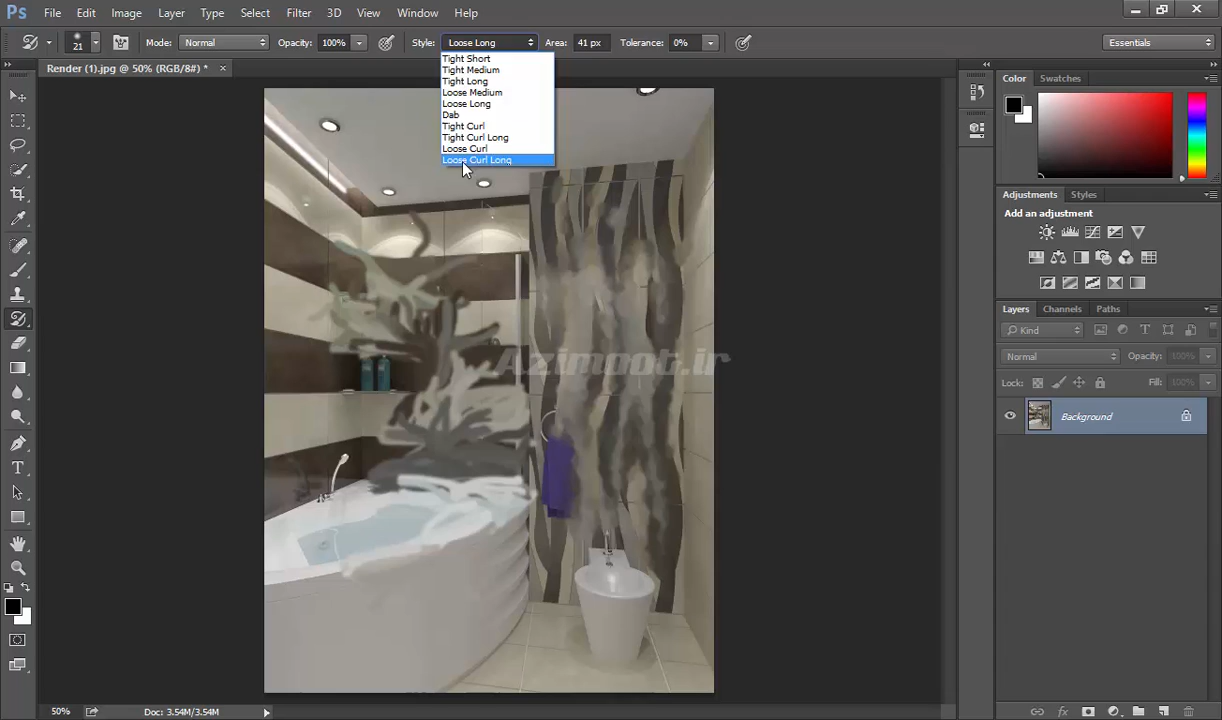 Ps File Edit Image Layer Type Select Filter 3D View Window Help
21 Mode: Normal Opacity: 100% Style: Loose Long Area: 41 px Tolerance: 0% Essentials
Render (1).jpg @ 50% (RGB/8#) * ×
Tight Short
Tight Medium
Tight Long
Loose Medium
Loose Long
Dab
Tight Curl
Tight Curl Long
Loose Curl
Loose Curl Long
Color Swatches
Adjustments Styles
Add an adjustment
Layers Channels Paths
Kind
Normal Opacity: 100%
Lock: Fill: 100%
Background
Azimoot.ir
50% Doc: 3.54M/3.54M